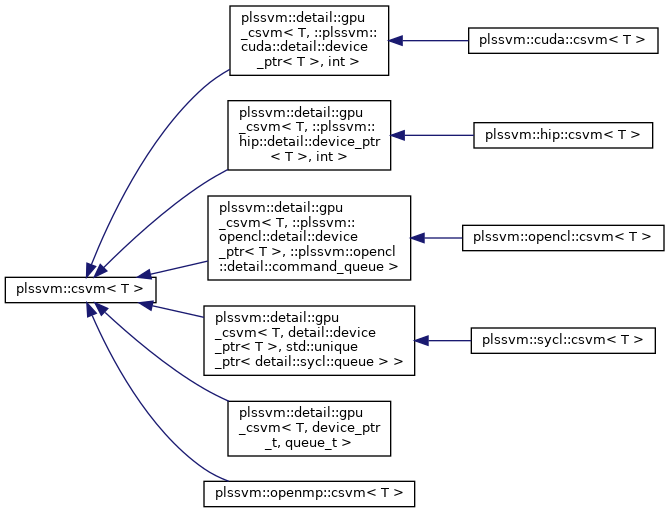 plssvm::detail::gpu
_csvm< T, ::plssvm::
cuda::detail::device
_ptr< T >, int >
plssvm::cuda::csvm< T >
plssvm::detail::gpu
_csvm< T, ::plssvm::
hip::detail::device_ptr
< T >, int >
plssvm::hip::csvm< T >
plssvm::detail::gpu
_csvm< T, ::plssvm::
opencl::detail::device
_ptr< T >, ::plssvm::opencl
::detail::command_queue >
plssvm::opencl::csvm< T >
plssvm::csvm< T >
plssvm::detail::gpu
_csvm< T, detail::device
_ptr< T >, std::unique
_ptr< detail::sycl::queue > >
plssvm::sycl::csvm< T >
plssvm::detail::gpu
_csvm< T, device_ptr
_t, queue_t >
plssvm::openmp::csvm< T >